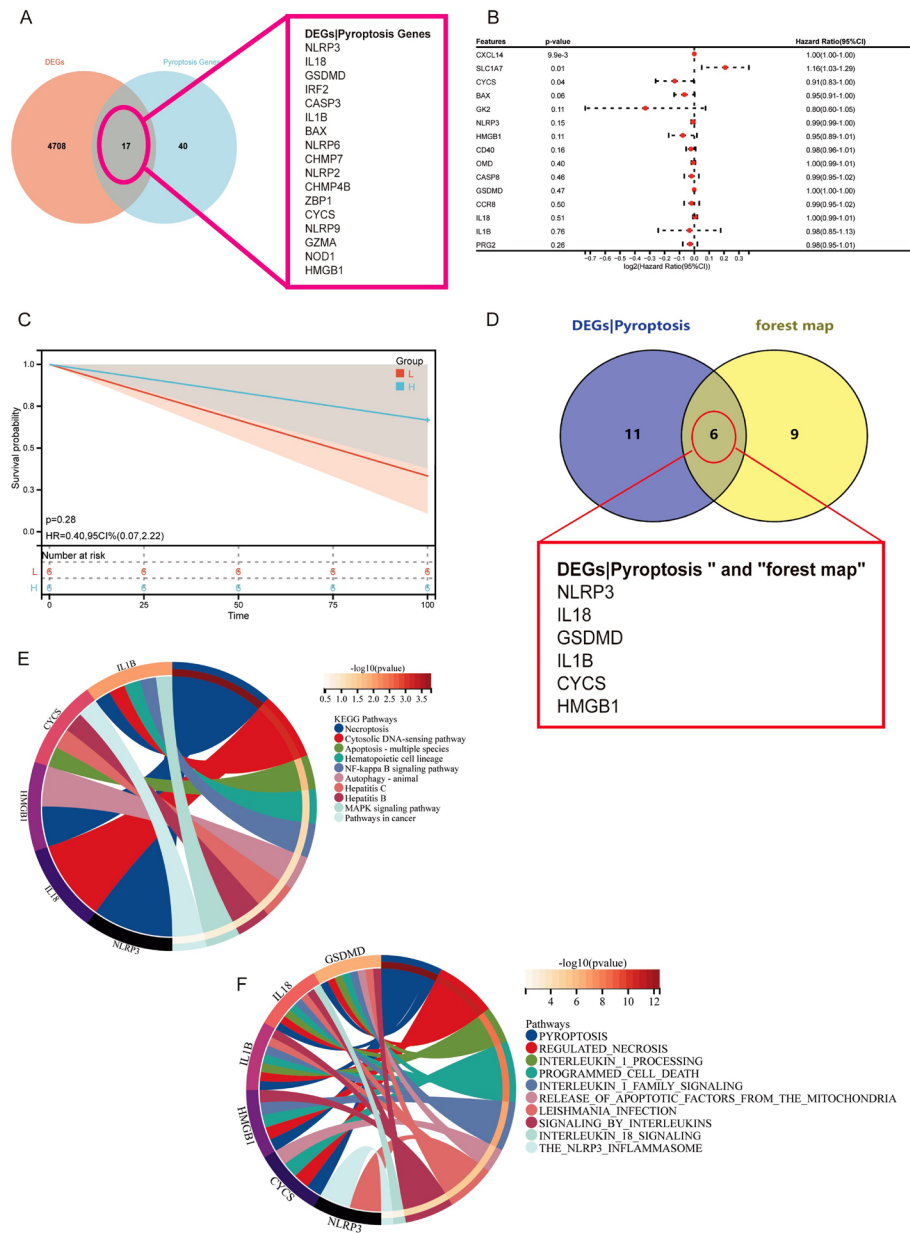 A
DEGs
Pyroptosis Genes
4708
17
40
DEGs|Pyroptosis Genes
NLRP3
IL18
GSDMD
IRF2
CASP3
IL1B
BAX
NLRP6
CHMP7
NLRP2
CHMP4B
ZBP1
CYCS
NLRP9
GZMA
NOD1
HMGB1
B
Features p-value Hazard Ratio(95%CI)
CXCL14 9.9e-3 1.00(1.00-1.00)
SLC1A7 0.01 1.16(1.03-1.29)
CYCS 0.04 0.91(0.83-1.00)
BAX 0.06 0.95(0.91-1.00)
GK2 0.11 0.80(0.60-1.05)
NLRP3 0.15 0.99(0.99-1.00)
HMGB1 0.11 0.95(0.89-1.01)
CD40 0.16 0.98(0.96-1.01)
OMD 0.40 1.00(0.99-1.01)
CASP8 0.46 0.99(0.95-1.02)
GSDMD 0.47 1.00(1.00-1.00)
CCR8 0.50 0.99(0.95-1.02)
IL18 0.51 1.00(0.99-1.01)
IL1B 0.76 0.98(0.85-1.13)
PRG2 0.26 0.98(0.95-1.01)
-0.7 -0.6 -0.5 -0.4 -0.3 -0.2 -0.1 0.0 0.1 0.2 0.3
log2(Hazard Ratio(95%CI))
C
Group
L
H
Survival probability
1.0
0.8
0.5
0.3
0.0
p=0.28
HR=0.40,95CI%(0.07,2.22)
Number at risk
L 6 6 6 6 6
H
0 25 50 75 100
Time
D
DEGs|Pyroptosis
forest map
11
6
9
DEGs|Pyroptosis " and "forest map"
NLRP3
IL18
GSDMD
IL1B
CYCS
HMGB1
E
IL1B
CYCS
HMGB1
IL18
NLRP3
-log10(pvalue)
0.5 1.0 1.5 2.0 2.5 3.0 3.5
KEGG Pathways
Necroptosis
Cytosolic DNA-sensing pathway
Apoptosis - multiple species
Hematopoietic cell lineage
NF-kappa B signaling pathway
Autophagy - animal
Hepatitis C
Hepatitis B
MAPK signaling pathway
Pathways in cancer
F
GSDMD
IL18
IL1B
HMGB1
CYCS
NLRP3
-log10(pvalue)
4 6 8 10 12
Pathways
PYROPTOSIS
REGULATED_NECROSIS
INTERLEUKIN_1_PROCESSING
PROGRAMMED_CELL_DEATH
INTERLEUKIN_1_FAMILY_SIGNALING
RELEASE_OF_APOPTOTIC_FACTORS_FROM_THE_MITOCHONDRIA
LEISHMANIA_INFECTION
SIGNALING_BY_INTERLEUKINS
INTERLEUKIN_18_SIGNALING
THE_NLRP3_INFLAMMASOME